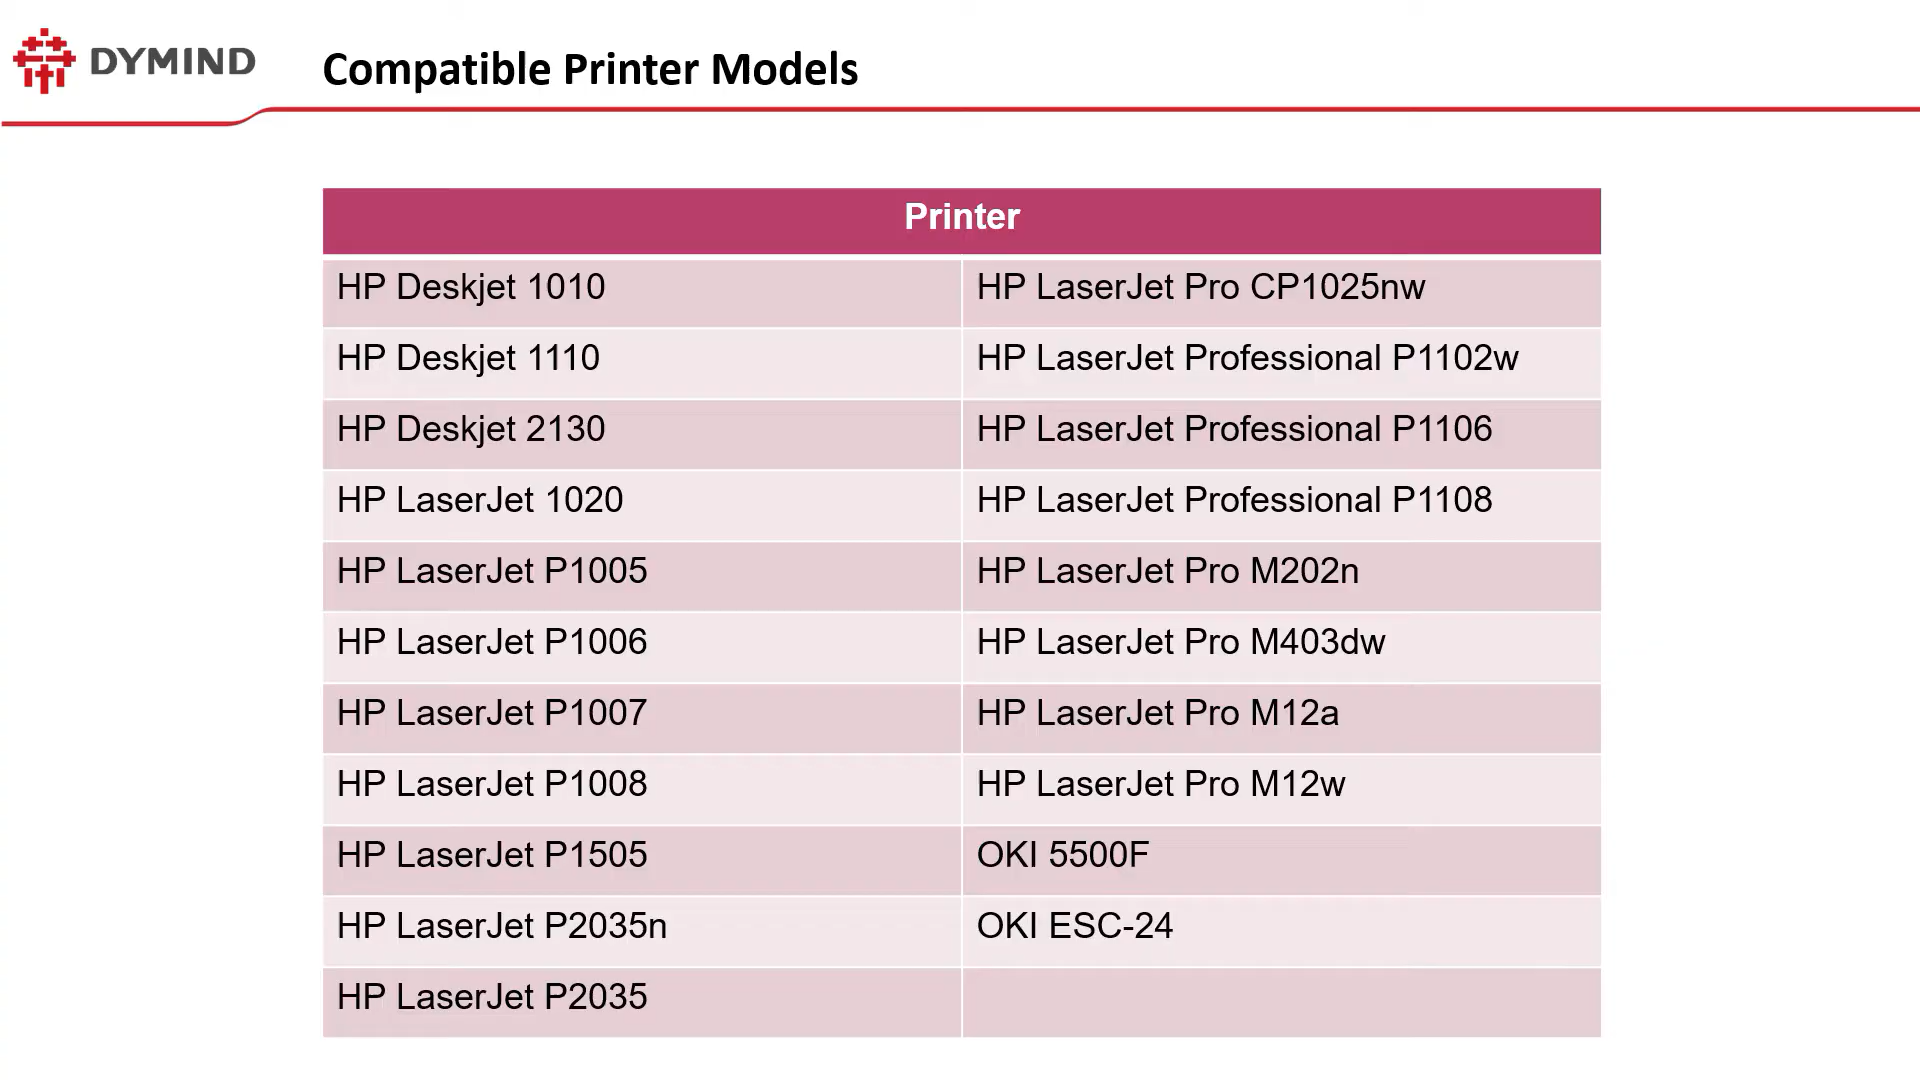 DYMIND
Compatible Printer Models
Printer
HP Deskjet 1010
HP LaserJet Pro CP1025nw
HP Deskjet 1110
HP LaserJet Professional P1102w
HP Deskjet 2130
HP LaserJet Professional P1106
HP LaserJet 1020
HP LaserJet Professional P1108
HP LaserJet P1005
HP LaserJet Pro M202n
HP LaserJet P1006
HP LaserJet Pro M403dw
HP LaserJet P1007
HP LaserJet Pro M12a
HP LaserJet P1008
HP LaserJet Pro M12w
HP LaserJet P1505
OKI 5500F
HP LaserJet P2035n
OKI ESC-24
HP LaserJet P2035